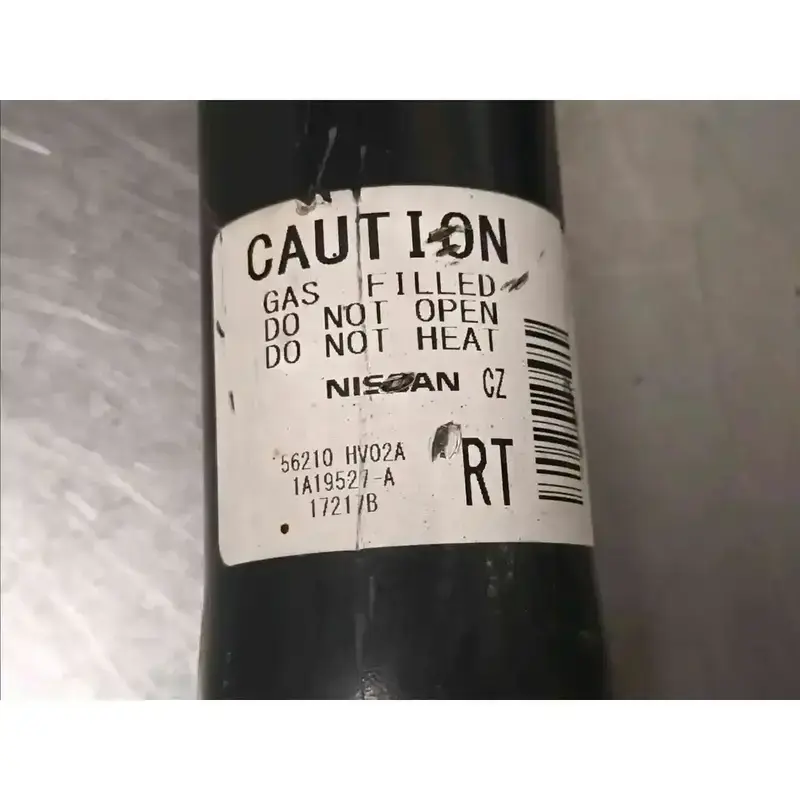 CAUTION
GAS FILLED
DO NOT OPEN
DO NOT HEAT
NISSAN CZ
56210 HV02A
1A19527-A
17217B
RT